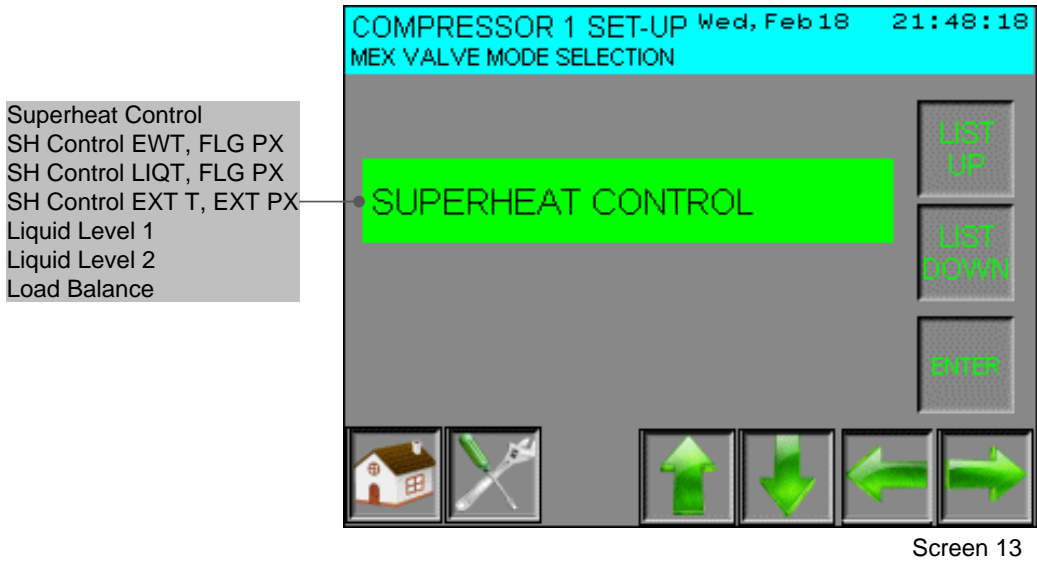 COMPRESSOR 1 SET-UP Wed, Feb 18 21:48:18
MEX VALVE MODE SELECTION
Superheat Control
SH Control EWT, FLG PX
SH Control LIQT, FLG PX
SH Control EXT T, EXT PX
Liquid Level 1
Liquid Level 2
Load Balance
SUPERHEAT CONTROL
LIST
UP
LIST
DOWN
ENTER
Screen 13